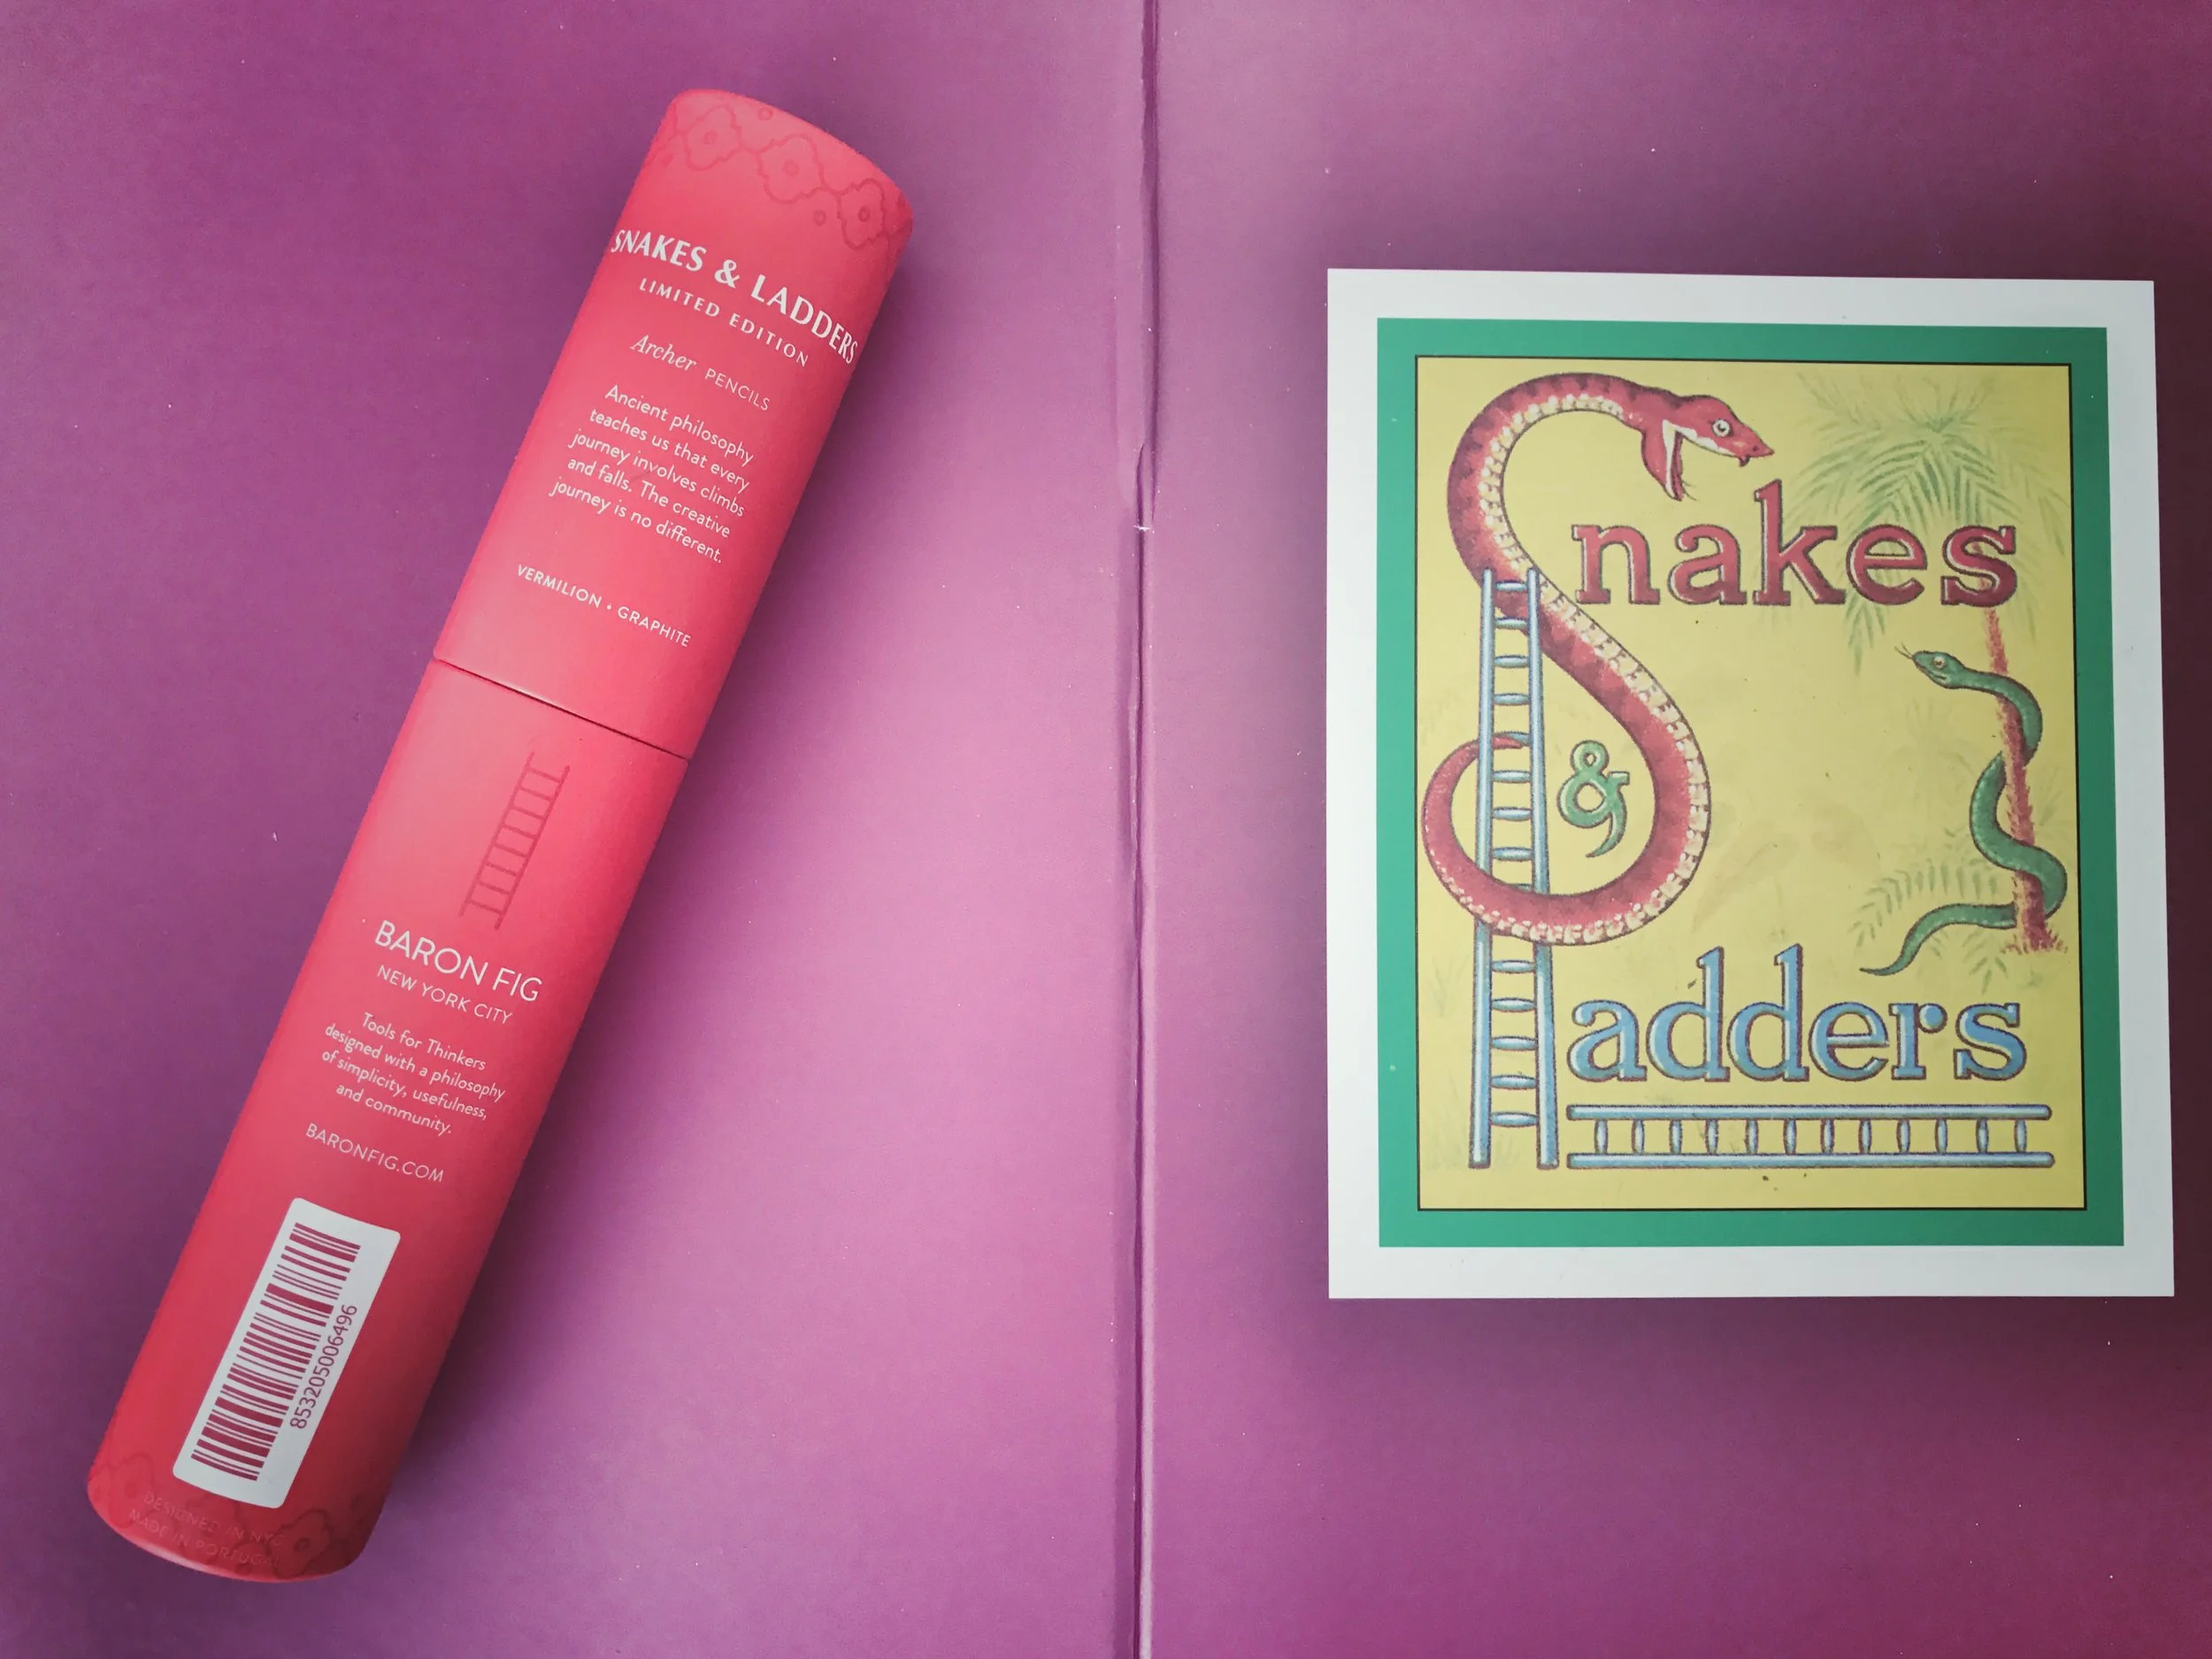 SNAKES & LADDERS
LIMITED EDITION
Archer PENCILS
Ancient philosophy
teaches us that every
journey involves climbs
and falls. The creative
journey is no different.
VERMILION • GRAPHITE
BARON FIG
NEW YORK CITY
Tools for Thinkers
designed with a philosophy
of simplicity, usefulness,
and community.
BARONFIG.COM
853205006496
DESIGNED IN NYC
MADE IN PORTUGAL
Snakes
&
Ladders